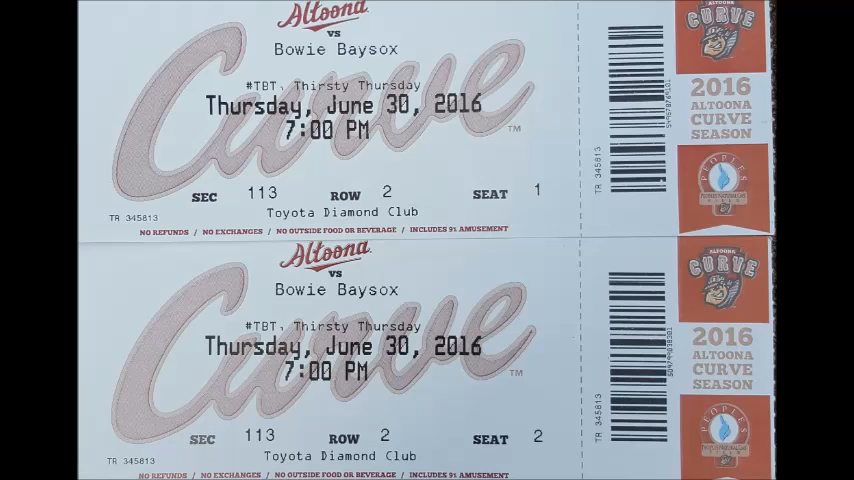 Altoona
vs
Bowie Baysox
Curve
#TBT, Thirsty Thursday
Thursday, June 30, 2016
7:00 PM
TM
SEC 113 ROW 2 SEAT 1
Toyota Diamond Club
TR 345813
NO REFUNDS / NO EXCHANGES / NO OUTSIDE FOOD OR BEVERAGE / INCLUDES 9% AMUSEMENT
TR 345813
CURVE
2016
ALTOONA
CURVE
SEASON
PEOPLES
Altoona
vs
Bowie Baysox
Curve
#TBT, Thirsty Thursday
Thursday, June 30, 2016
7:00 PM
TM
SEC 113 ROW 2 SEAT 2
Toyota Diamond Club
TR 345813
NO REFUNDS / NO EXCHANGES / NO OUTSIDE FOOD OR BEVERAGE / INCLUDES 9% AMUSEMENT
TR 345813
ALTOONA
CURVE
2016
ALTOONA
CURVE
SEASON
PEOPLES